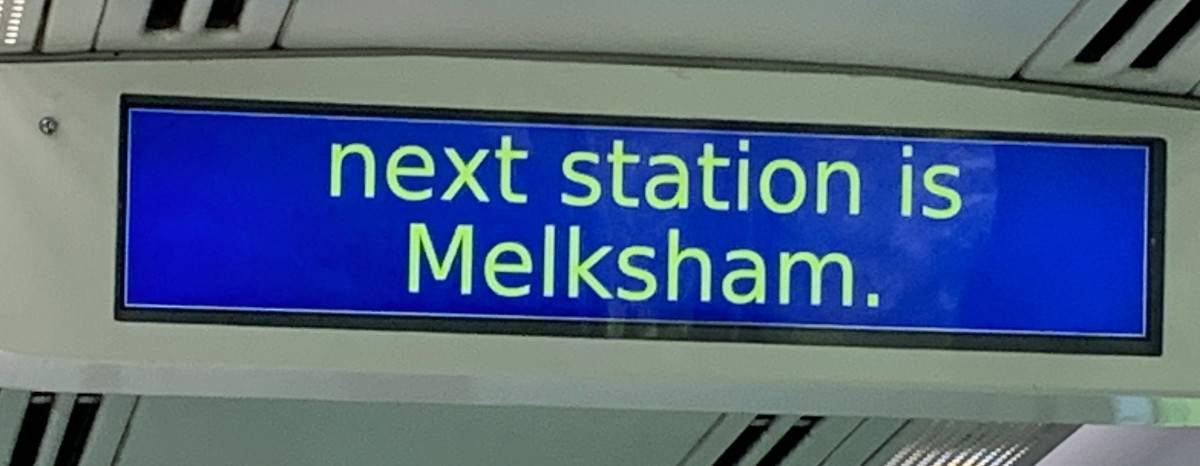 next station is
Melksham.